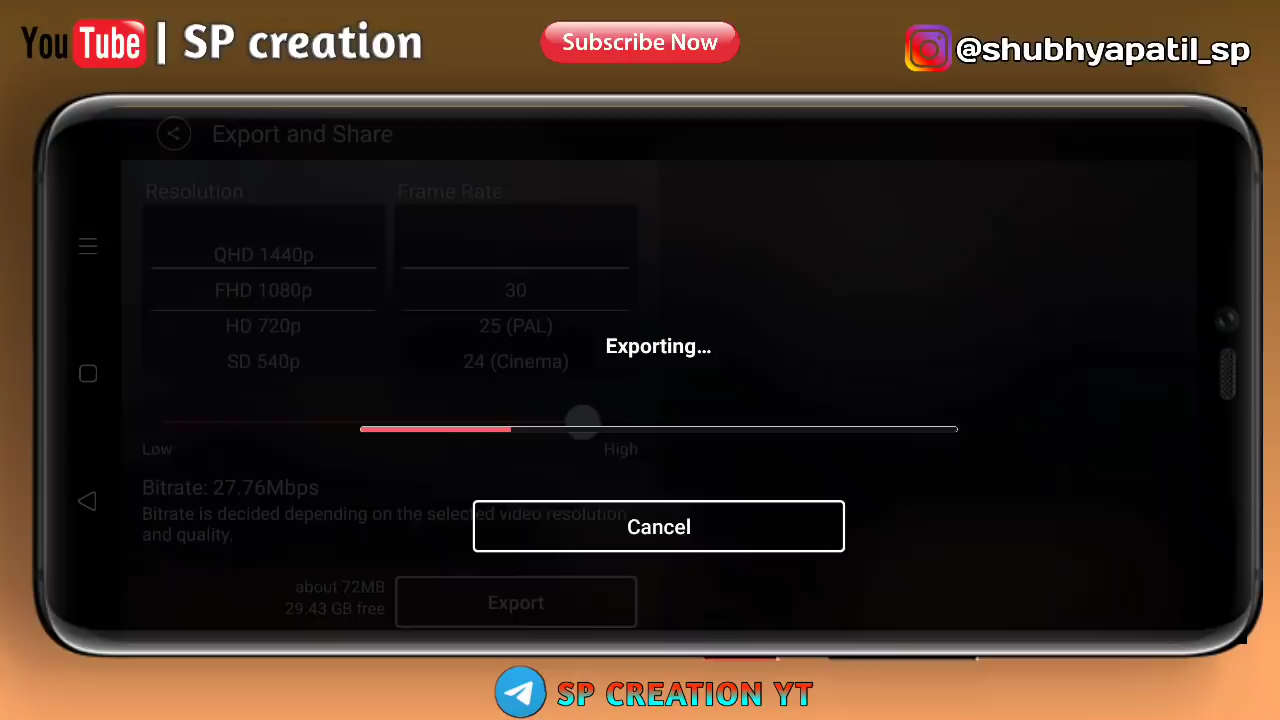 YouTube | SP creation
Subscribe Now
@shubhyapatil_sp
Export and Share
Resolution
Frame Rate
QHD 1440p
FHD 1080p
30
HD 720p
25 (PAL)
SD 540p
24 (Cinema)
Exporting...
Low
High
Bitrate: 27.76Mbps
Bitrate is decided depending on the selected video resolution
and quality.
Cancel
about 72MB
29.43 GB free
Export
SP CREATION YT